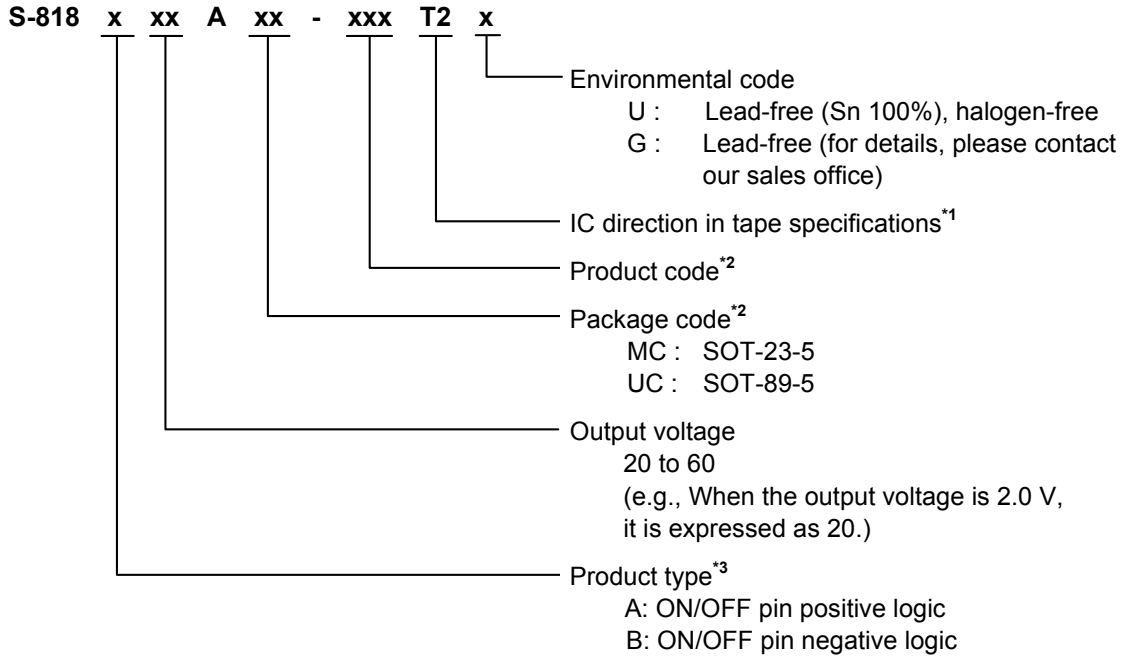 S-818 x xx A xx - xxx T2 x
Environmental code
U : Lead-free (Sn 100%), halogen-free
G : Lead-free (for details, please contact
our sales office)
IC direction in tape specifications*1
Product code*2
Package code*2
MC : SOT-23-5
UC : SOT-89-5
Output voltage
20 to 60
(e.g., When the output voltage is 2.0 V,
it is expressed as 20.)
Product type*3
A: ON/OFF pin positive logic
B: ON/OFF pin negative logic